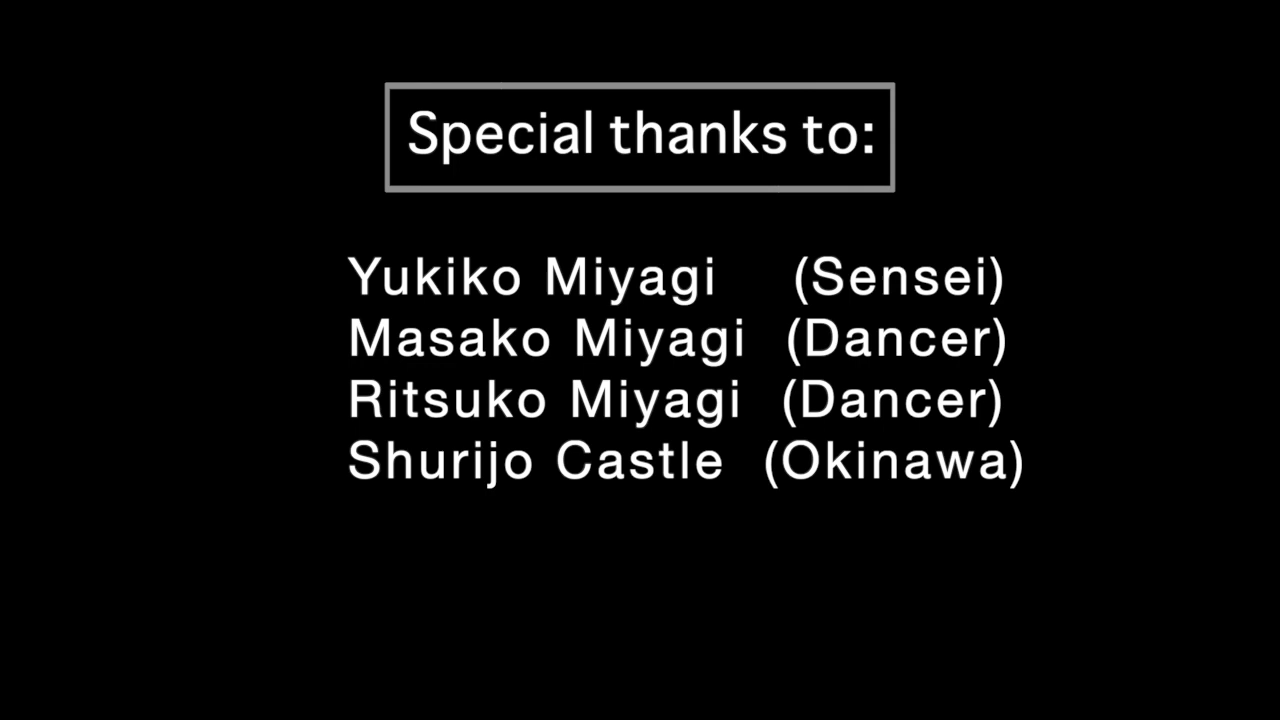 Special thanks to:
Yukiko Miyagi (Sensei)
Masako Miyagi (Dancer)
Ritsuko Miyagi (Dancer)
Shurijo Castle (Okinawa)